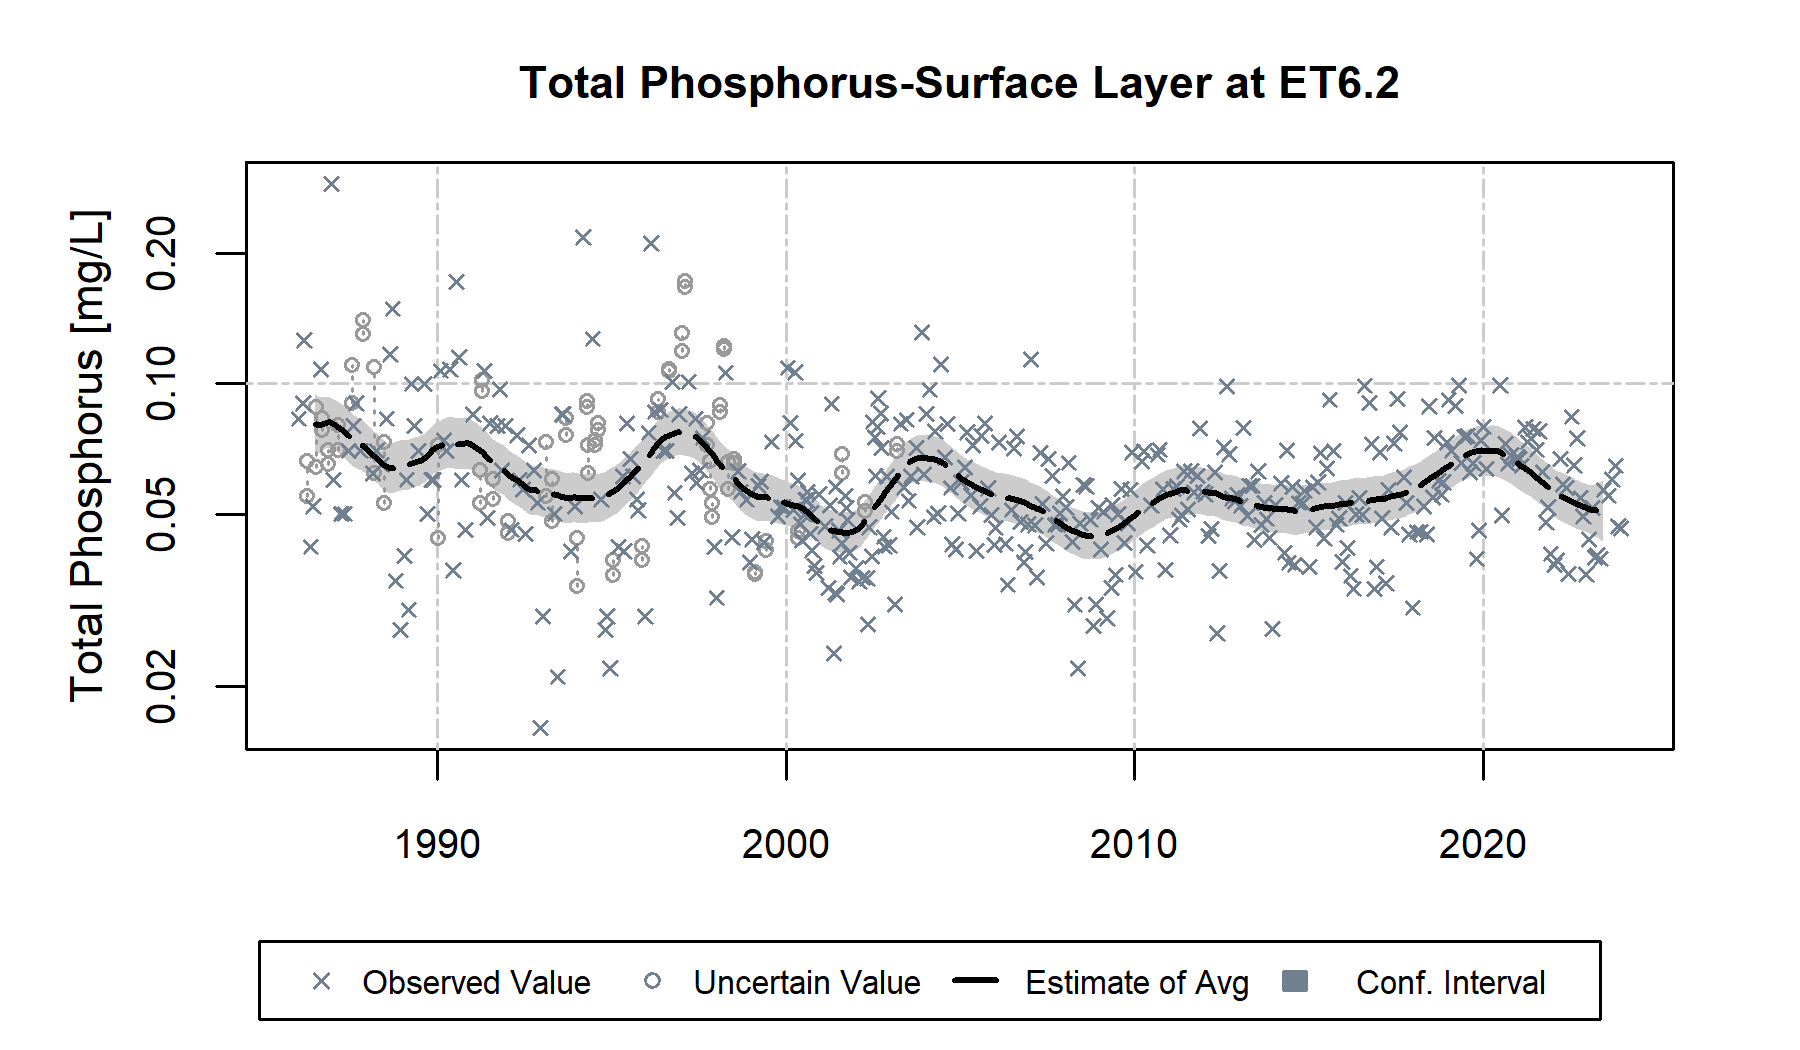 Total Phosphorus-Surface Layer at ET6.2
Total Phosphorus [mg/L]
0.20
0.10
0.05
0.02
1990 2000 2010 2020
Observed Value Uncertain Value Estimate of Avg Conf. Interval